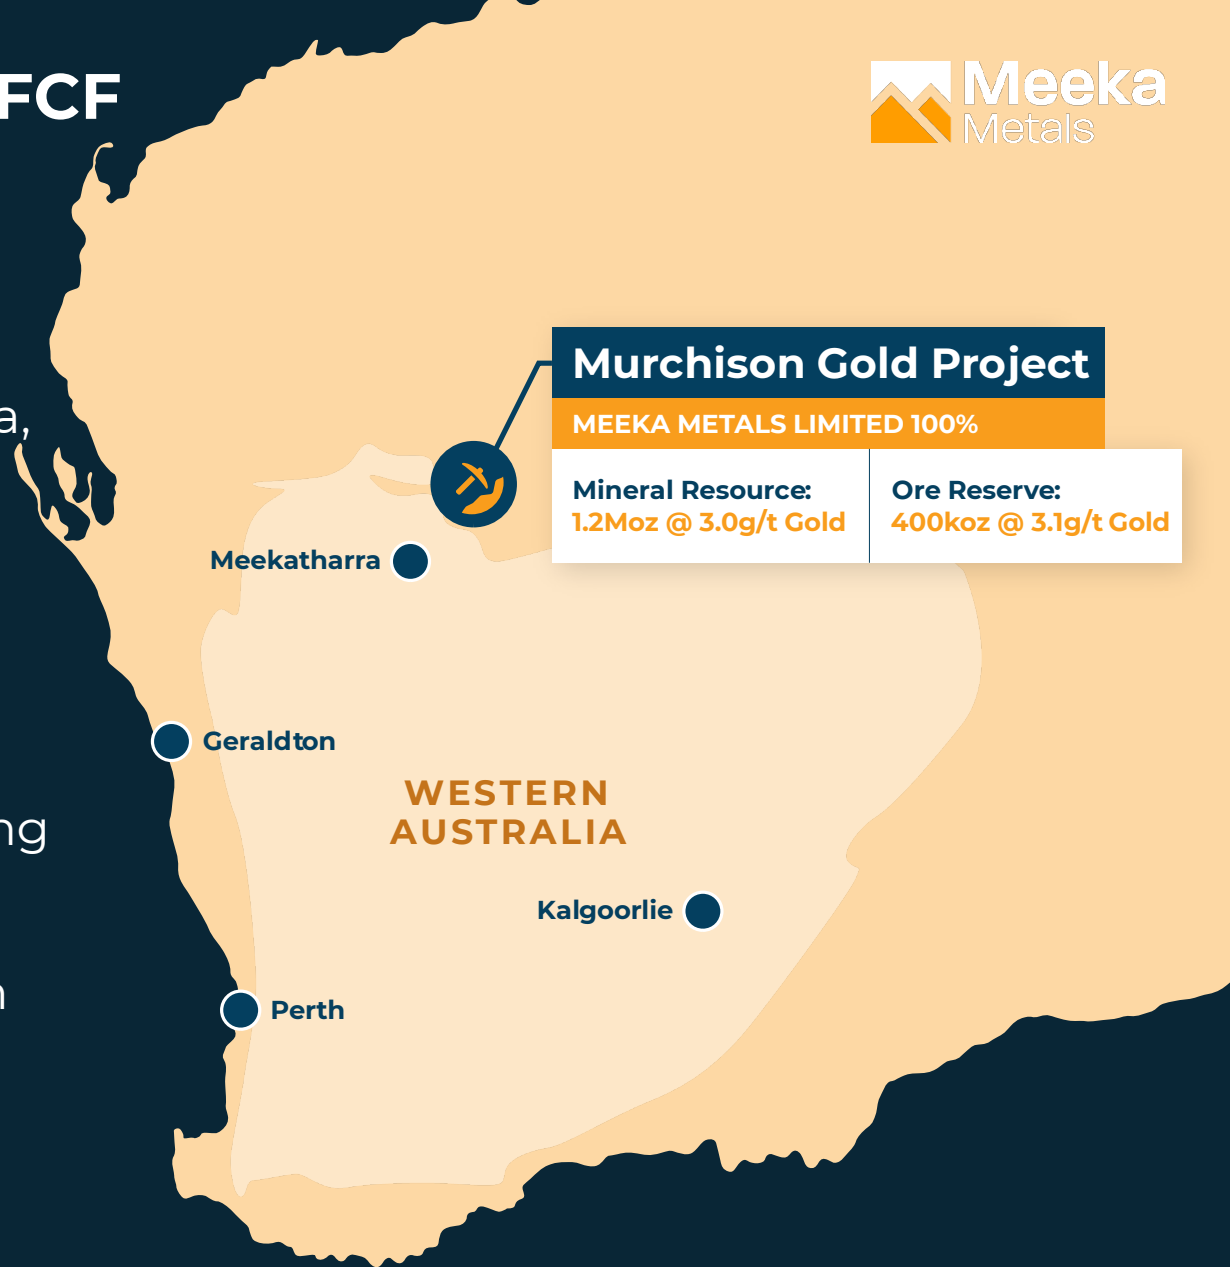 FCF
Meeka
Metals
a,
Murchison Gold Project
MEEKA METALS LIMITED 100%
Mineral Resource:
1.2Moz @ 3.0g/t Gold
Ore Reserve:
400koz @ 3.1g/t Gold
Meekatharra
Geraldton
WESTERN
AUSTRALIA
ng
Kalgoorlie
Perth